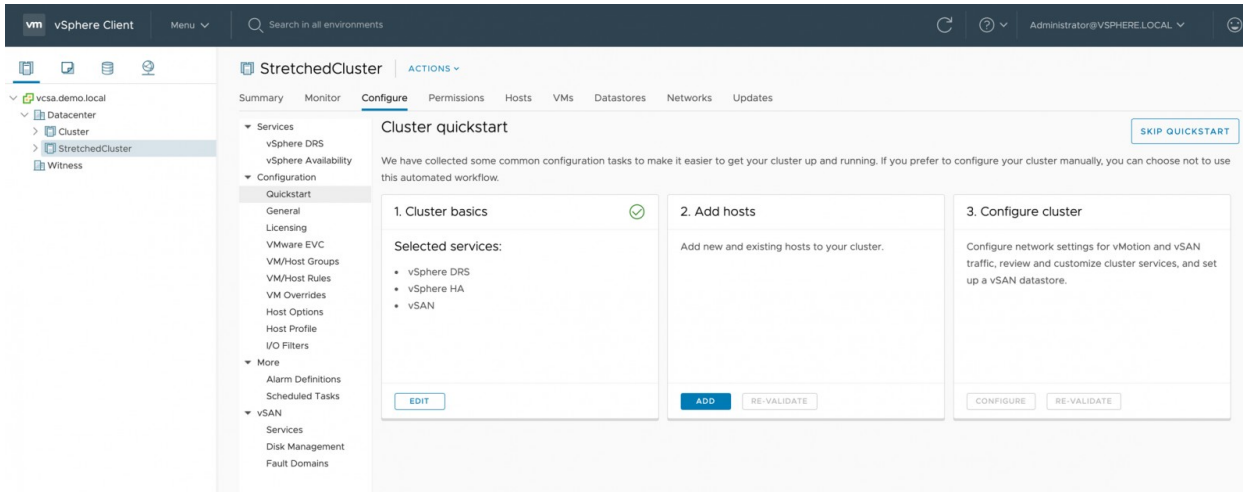 vm vSphere Client Menu Search in all environments Administrator@VSPHERE.LOCAL
vcsa.demo.local
Datacenter
Cluster
StretchedCluster
Witness
StretchedCluster ACTIONS
Summary Monitor Configure Permissions Hosts VMs Datastores Networks Updates
Services
vSphere DRS
vSphere Availability
Configuration
Quickstart
General
Licensing
VMware EVC
VM/Host Groups
VM/Host Rules
VM Overrides
Host Options
Host Profile
I/O Filters
More
Alarm Definitions
Scheduled Tasks
vSAN
Services
Disk Management
Fault Domains
Cluster quickstart
SKIP QUICKSTART
We have collected some common configuration tasks to make it easier to get your cluster up and running. If you prefer to configure your cluster manually, you can choose not to use
this automated workflow.
1. Cluster basics
Selected services:
• vSphere DRS
• vSphere HA
• vSAN
EDIT
2. Add hosts
Add new and existing hosts to your cluster.
ADD RE-VALIDATE
3. Configure cluster
Configure network settings for vMotion and vSAN
traffic, review and customize cluster services, and set
up a vSAN datastore.
CONFIGURE RE-VALIDATE